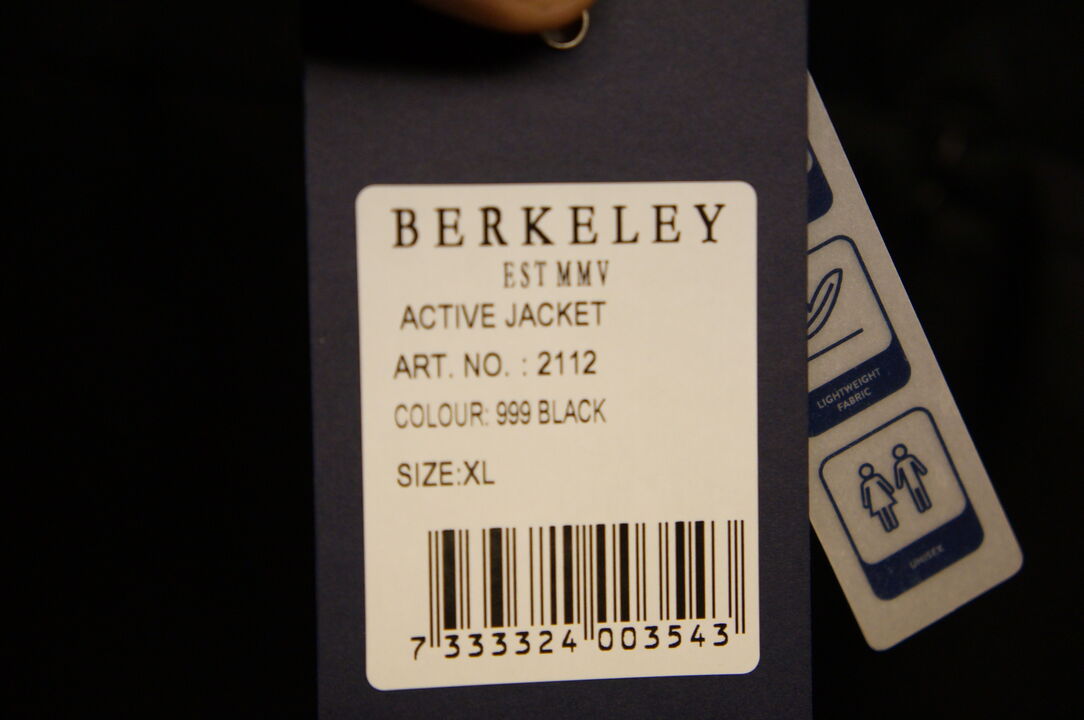 BERKELEY
EST MMV
ACTIVE JACKET
ART. NO. : 2112
COLOUR: 999 BLACK
SIZE:XL
7 333324 003543
LIGHTWEIGHT
FABRIC
UNISEX